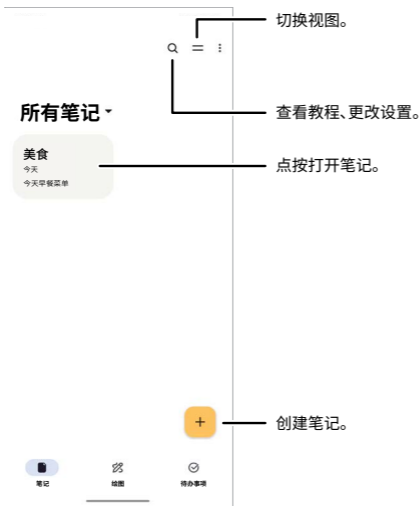 切换视图。
查看教程、更改设置。
所有笔记
美食
今天
今天早餐菜单
点按打开笔记。
+
创建笔记。
笔记
绘图
待办事项